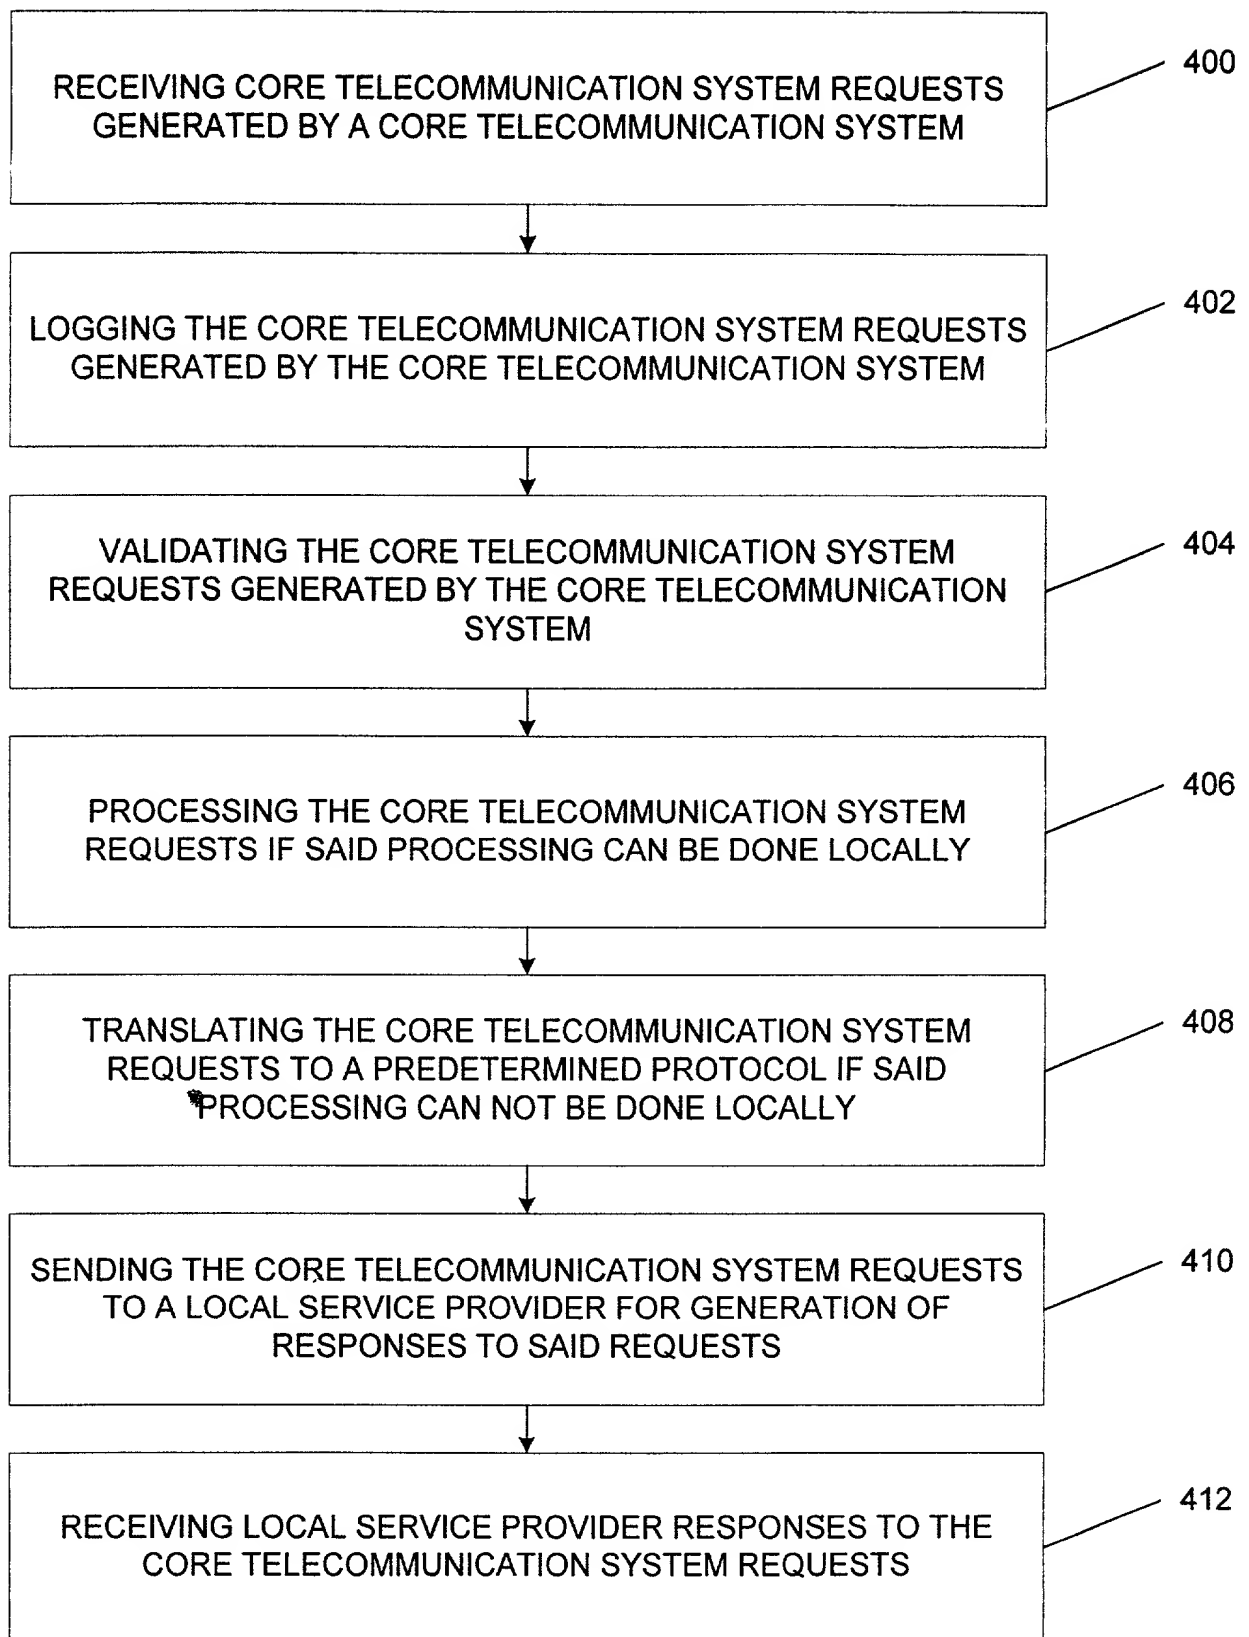 RECEIVING CORE TELECOMMUNICATION SYSTEM REQUESTS
GENERATED BY A CORE TELECOMMUNICATION SYSTEM
400
LOGGING THE CORE TELECOMMUNICATION SYSTEM REQUESTS
GENERATED BY THE CORE TELECOMMUNICATION SYSTEM
402
VALIDATING THE CORE TELECOMMUNICATION SYSTEM
REQUESTS GENERATED BY THE CORE TELECOMMUNICATION
SYSTEM
404
PROCESSING THE CORE TELECOMMUNICATION SYSTEM
REQUESTS IF SAID PROCESSING CAN BE DONE LOCALLY
406
TRANSLATING THE CORE TELECOMMUNICATION SYSTEM
REQUESTS TO A PREDETERMINED PROTOCOL IF SAID
PROCESSING CAN NOT BE DONE LOCALLY
408
SENDING THE CORE TELECOMMUNICATION SYSTEM REQUESTS
TO A LOCAL SERVICE PROVIDER FOR GENERATION OF
RESPONSES TO SAID REQUESTS
410
RECEIVING LOCAL SERVICE PROVIDER RESPONSES TO THE
CORE TELECOMMUNICATION SYSTEM REQUESTS
412